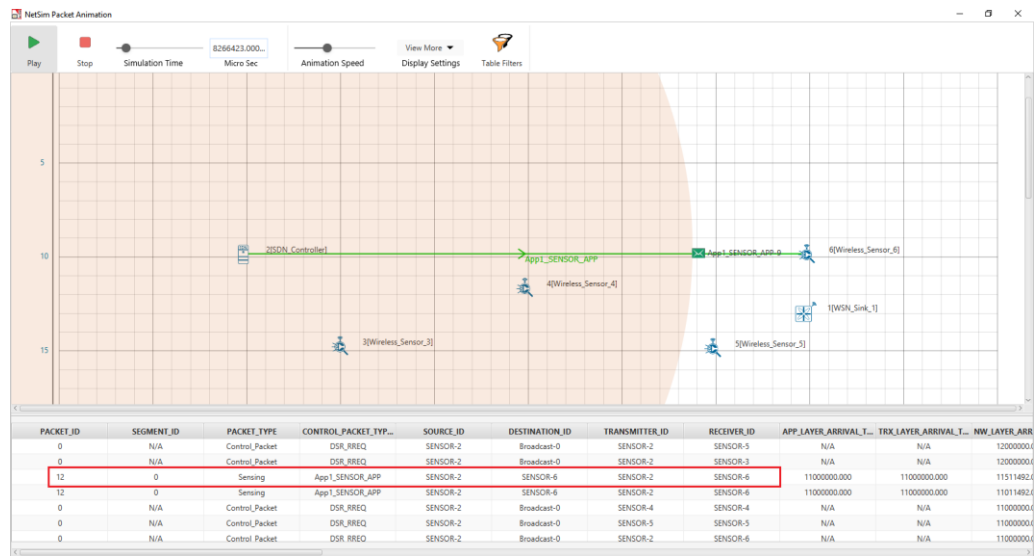 NetSim Packet Animation
Play Stop Simulation Time 8266423.000... Micro Sec Animation Speed View More Display Settings Table Filters
5
2[SDN_Controller]
10
App1_SENSOR_APP
App1_SENSOR_APP-9
6[Wireless_Sensor_6]
4[Wireless_Sensor_4]
1[WSN_Sink_1]
3[Wireless_Sensor_3]
5[Wireless_Sensor_5]
15
PACKET_ID SEGMENT_ID PACKET_TYPE CONTROL_PACKET_TYP... SOURCE_ID DESTINATION_ID TRANSMITTER_ID RECEIVER_ID APP_LAYER_ARRIVAL_T... TRX_LAYER_ARRIVAL_T... NW_LAYER_ARR
0 N/A Control_Packet DSR_RREQ SENSOR-2 Broadcast-0 SENSOR-2 SENSOR-5 N/A N/A 12000000.0
0 N/A Control_Packet DSR_RREQ SENSOR-2 Broadcast-0 SENSOR-2 SENSOR-3 N/A N/A 12000000.0
12 0 Sensing App1_SENSOR_APP SENSOR-2 SENSOR-6 SENSOR-2 SENSOR-6 11000000.000 11000000.000 11511492.0
12 0 Sensing App1_SENSOR_APP SENSOR-2 SENSOR-6 SENSOR-2 SENSOR-6 11000000.000 11000000.000 11011492.0
0 N/A Control_Packet DSR_RREQ SENSOR-2 Broadcast-0 SENSOR-4 SENSOR-4 N/A N/A 11000000.0
0 N/A Control_Packet DSR_RREQ SENSOR-2 Broadcast-0 SENSOR-5 SENSOR-5 N/A N/A 11000000.0
0 N/A Control_Packet DSR_RREQ SENSOR-2 Broadcast-0 SENSOR-2 SENSOR-6 N/A N/A 11000000.0